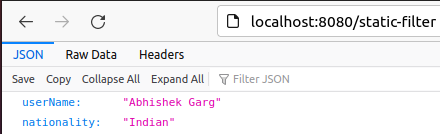 localhost:8080/static-filter
JSON Raw Data Headers
Save Copy Collapse All Expand All Filter JSON
userName: "Abhishek Garg"
nationality: "Indian"